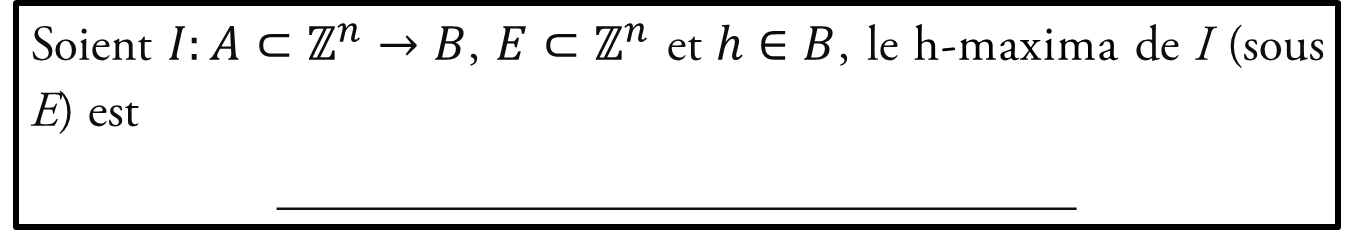 Soient I: A ⊂ ℤⁿ → B, E ⊂ ℤⁿ et h ∈ B, le h-maxima de I (sous
E) est